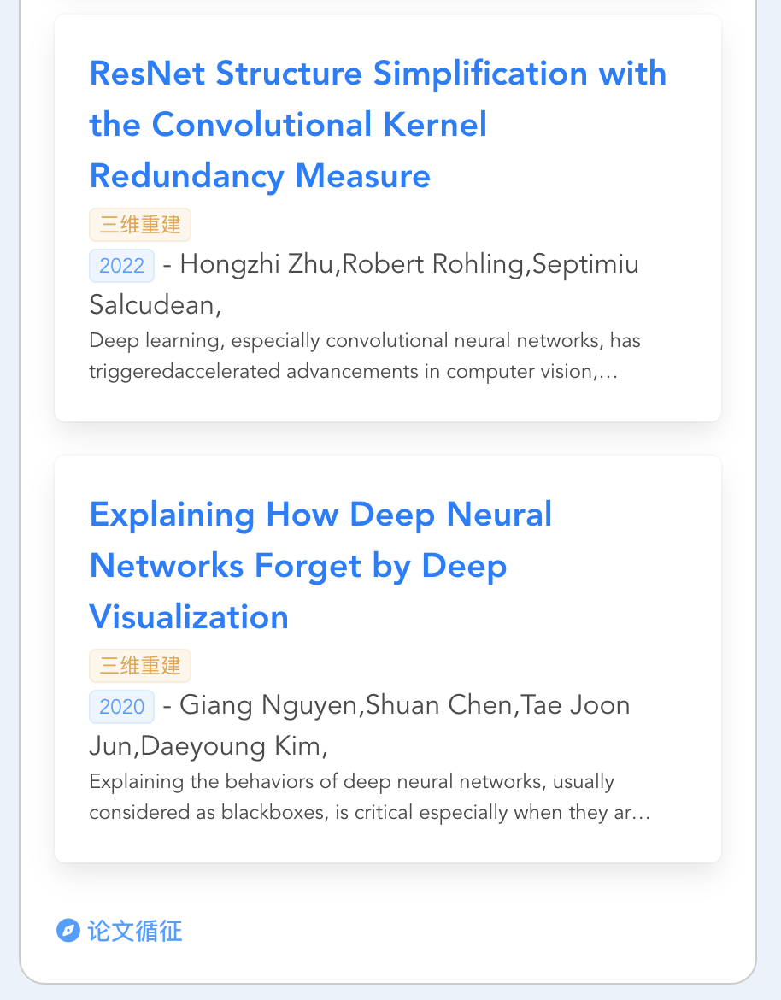 ResNet Structure Simplification with
the Convolutional Kernel
Redundancy Measure
三维重建
2022 - Hongzhi Zhu,Robert Rohling,Septimiu
Salcudean,
Deep learning, especially convolutional neural networks, has
triggeredaccelerated advancements in computer vision,…
Explaining How Deep Neural
Networks Forget by Deep
Visualization
三维重建
2020 - Giang Nguyen,Shuan Chen,Tae Joon
Jun,Daeyoung Kim,
Explaining the behaviors of deep neural networks, usually
considered as blackboxes, is critical especially when they ar…
论文循征